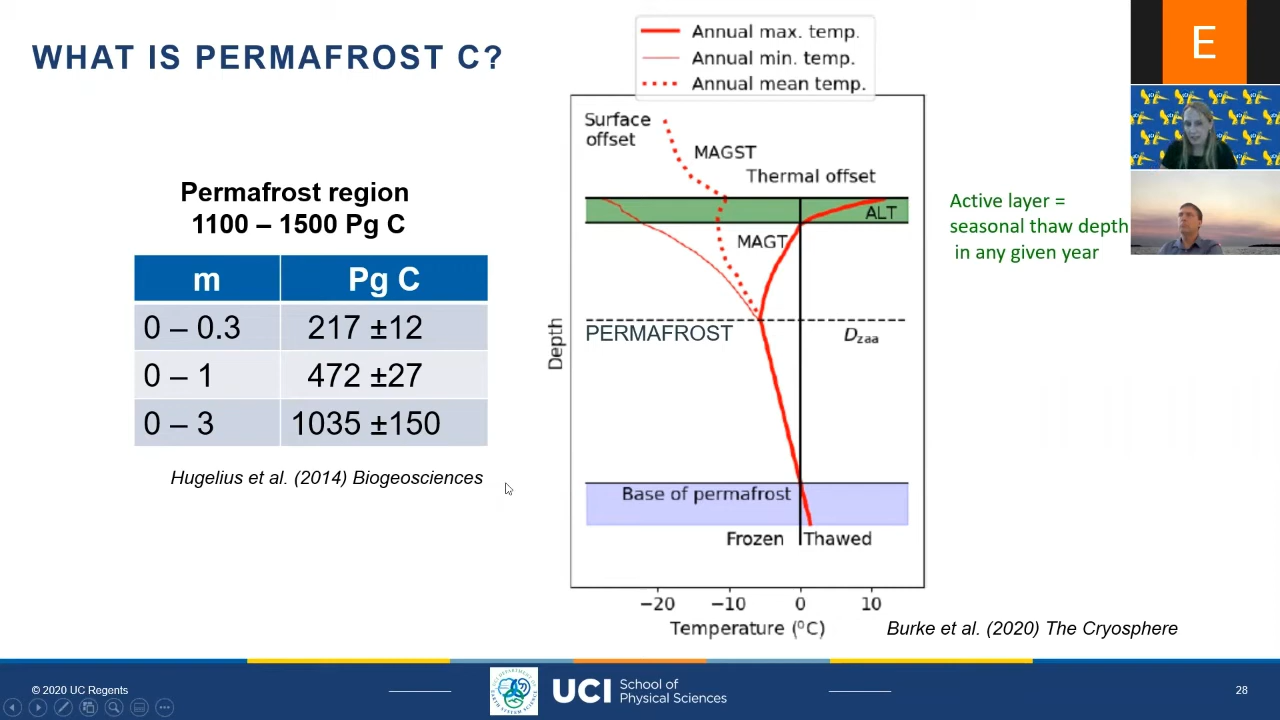 WHAT IS PERMAFROST C?
Permafrost region
1100 – 1500 Pg C
m Pg C
0 – 0.3 217 ±12
0 – 1 472 ±27
0 – 3 1035 ±150
Hugelius et al. (2014) Biogeosciences
Annual max. temp.
Annual min. temp.
Annual mean temp.
Surface
offset
MAGST
Thermal offset
ALT
MAGT
Depth
PERMAFROST
Dzaa
Base of permafrost
Frozen Thawed
−20 −10 0 10
Temperature (°C)
Active layer =
seasonal thaw depth
in any given year
Burke et al. (2020) The Cryosphere
E
© 2020 UC Regents
UCI School of
Physical Sciences
28